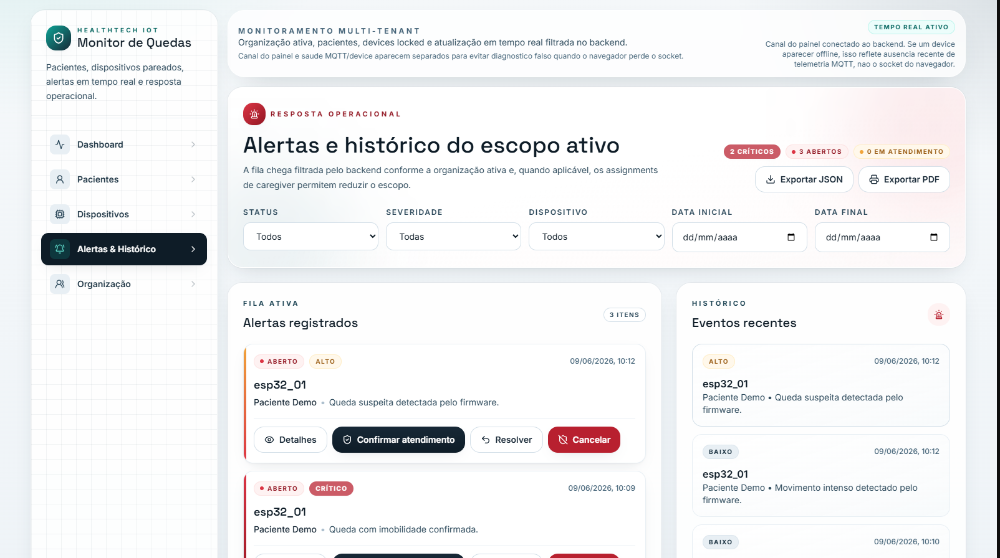 HEALTHTECH IOT
Monitor de Quedas
Pacientes, dispositivos pareados,
alertas em tempo real e resposta
operacional.
Dashboard
Pacientes
Dispositivos
Alertas & Histórico
Organização
MONITORAMENTO MULTI-TENANT
Organização ativa, pacientes, devices locked e atualização em tempo real filtrada no backend.
Canal do painel e saude MQTT/device aparecem separados para evitar diagnostico falso quando o navegador perde o socket.
TEMPO REAL ATIVO
Canal do painel conectado ao backend. Se um device
aparecer offline, isso reflete ausencia recente de
telemetria MQTT, nao o socket do navegador.
RESPOSTA OPERACIONAL
Alertas e histórico do escopo ativo
A fila chega filtrada pelo backend conforme a organização ativa e, quando aplicável, os assignments
de caregiver permitem reduzir o escopo.
2 CRÍTICOS
3 ABERTOS
0 EM ATENDIMENTO
Exportar JSON
Exportar PDF
STATUS
Todos
SEVERIDADE
Todas
DISPOSITIVO
Todos
DATA INICIAL
dd/mm/aaaa
DATA FINAL
dd/mm/aaaa
FILA ATIVA
Alertas registrados
3 ITENS
ABERTO
ALTO
09/06/2026, 10:12
esp32_01
Paciente Demo • Queda suspeita detectada pelo firmware.
Detalhes
Confirmar atendimento
Resolver
Cancelar
ABERTO
CRÍTICO
09/06/2026, 10:09
esp32_01
Paciente Demo • Queda com imobilidade confirmada.
HISTÓRICO
Eventos recentes
ALTO
09/06/2026, 10:12
esp32_01
Paciente Demo • Queda suspeita detectada pelo
firmware.
BAIXO
09/06/2026, 10:12
esp32_01
Paciente Demo • Movimento intenso detectado pelo
firmware.
BAIXO
09/06/2026, 10:10